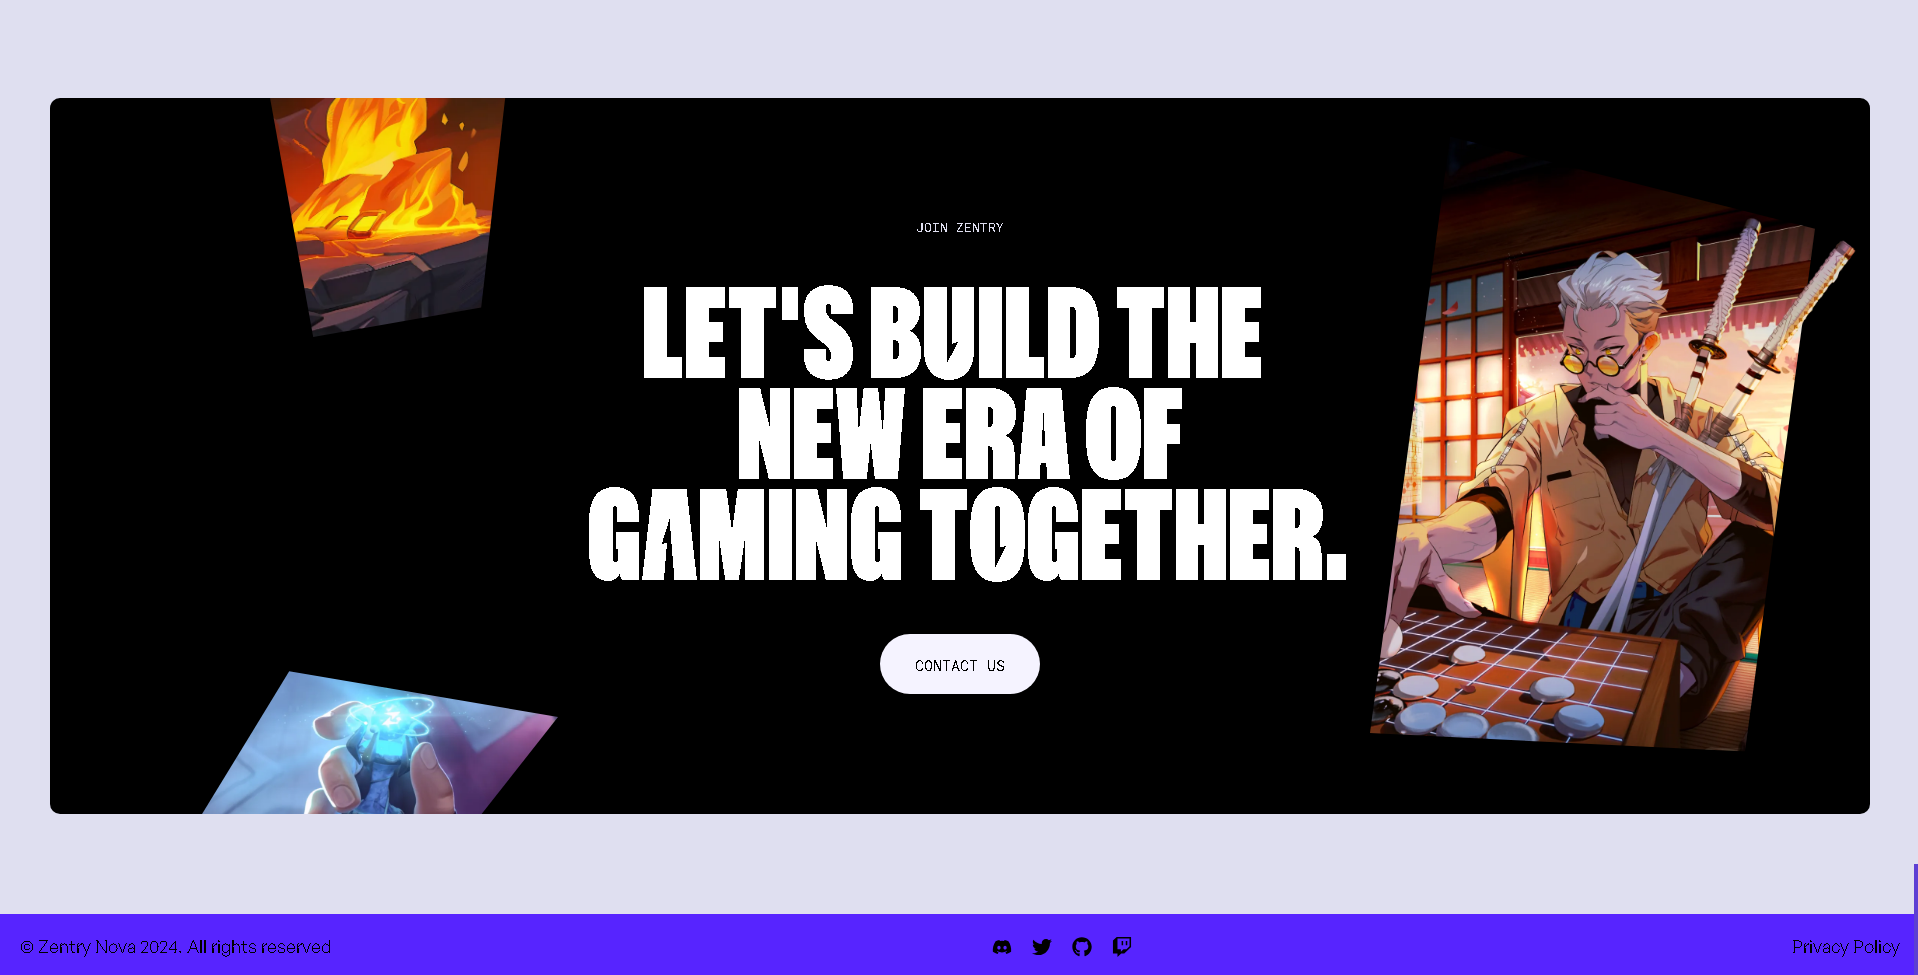 JOIN ZENTRY
LET'S BUILD THE
NEW ERA OF
GAMING TOGETHER.
CONTACT US
© Zentry Nova 2024. All rights reserved
Privacy Policy